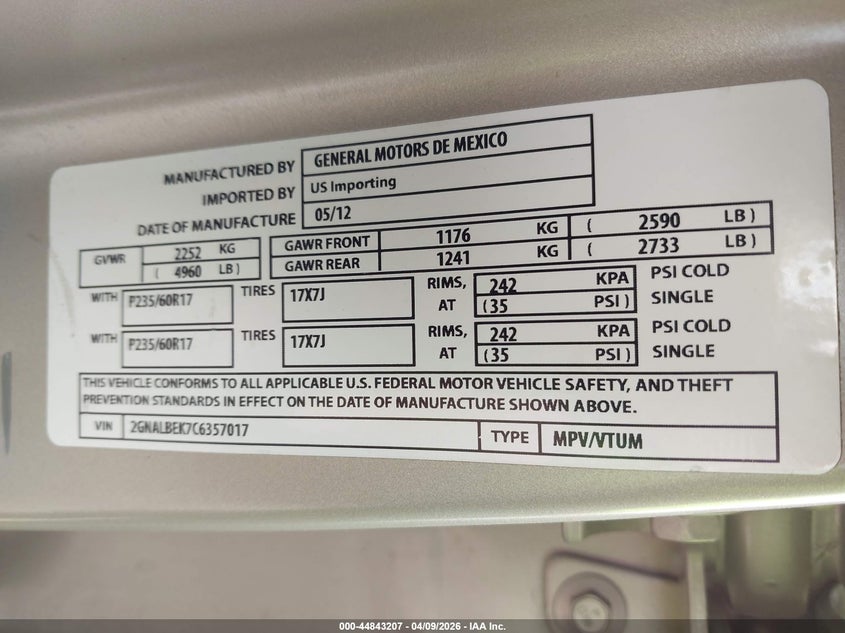 MANUFACTURED BY GENERAL MOTORS DE MEXICO
IMPORTED BY US Importing
DATE OF MANUFACTURE 05/12
GVWR 2252 KG
( 4960 LB )
GAWR FRONT 1176 KG ( 2590 LB )
GAWR REAR 1241 KG ( 2733 LB )
WITH P235/60R17 TIRES 17X7J RIMS, 242 KPA PSI COLD
AT (35 PSI ) SINGLE
WITH P235/60R17 TIRES 17X7J RIMS, 242 KPA PSI COLD
AT (35 PSI ) SINGLE
THIS VEHICLE CONFORMS TO ALL APPLICABLE U.S. FEDERAL MOTOR VEHICLE SAFETY, AND THEFT
PREVENTION STANDARDS IN EFFECT ON THE DATE OF MANUFACTURE SHOWN ABOVE.
VIN 2GNALBEK7C6357017 TYPE MPV/VTUM
000-44843207 - 04/09/2026 - IAA Inc.